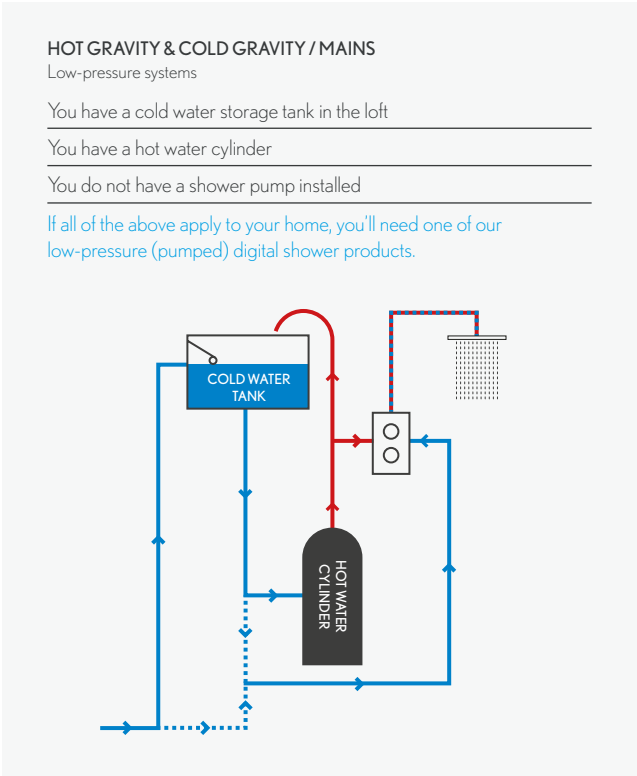 HOT GRAVITY & COLD GRAVITY / MAINS
Low-pressure systems
You have a cold water storage tank in the loft
You have a hot water cylinder
You do not have a shower pump installed
If all of the above apply to your home, you'll need one of our
low-pressure (pumped) digital shower products.
COLD WATER
TANK
HOT WATER
CYLINDER